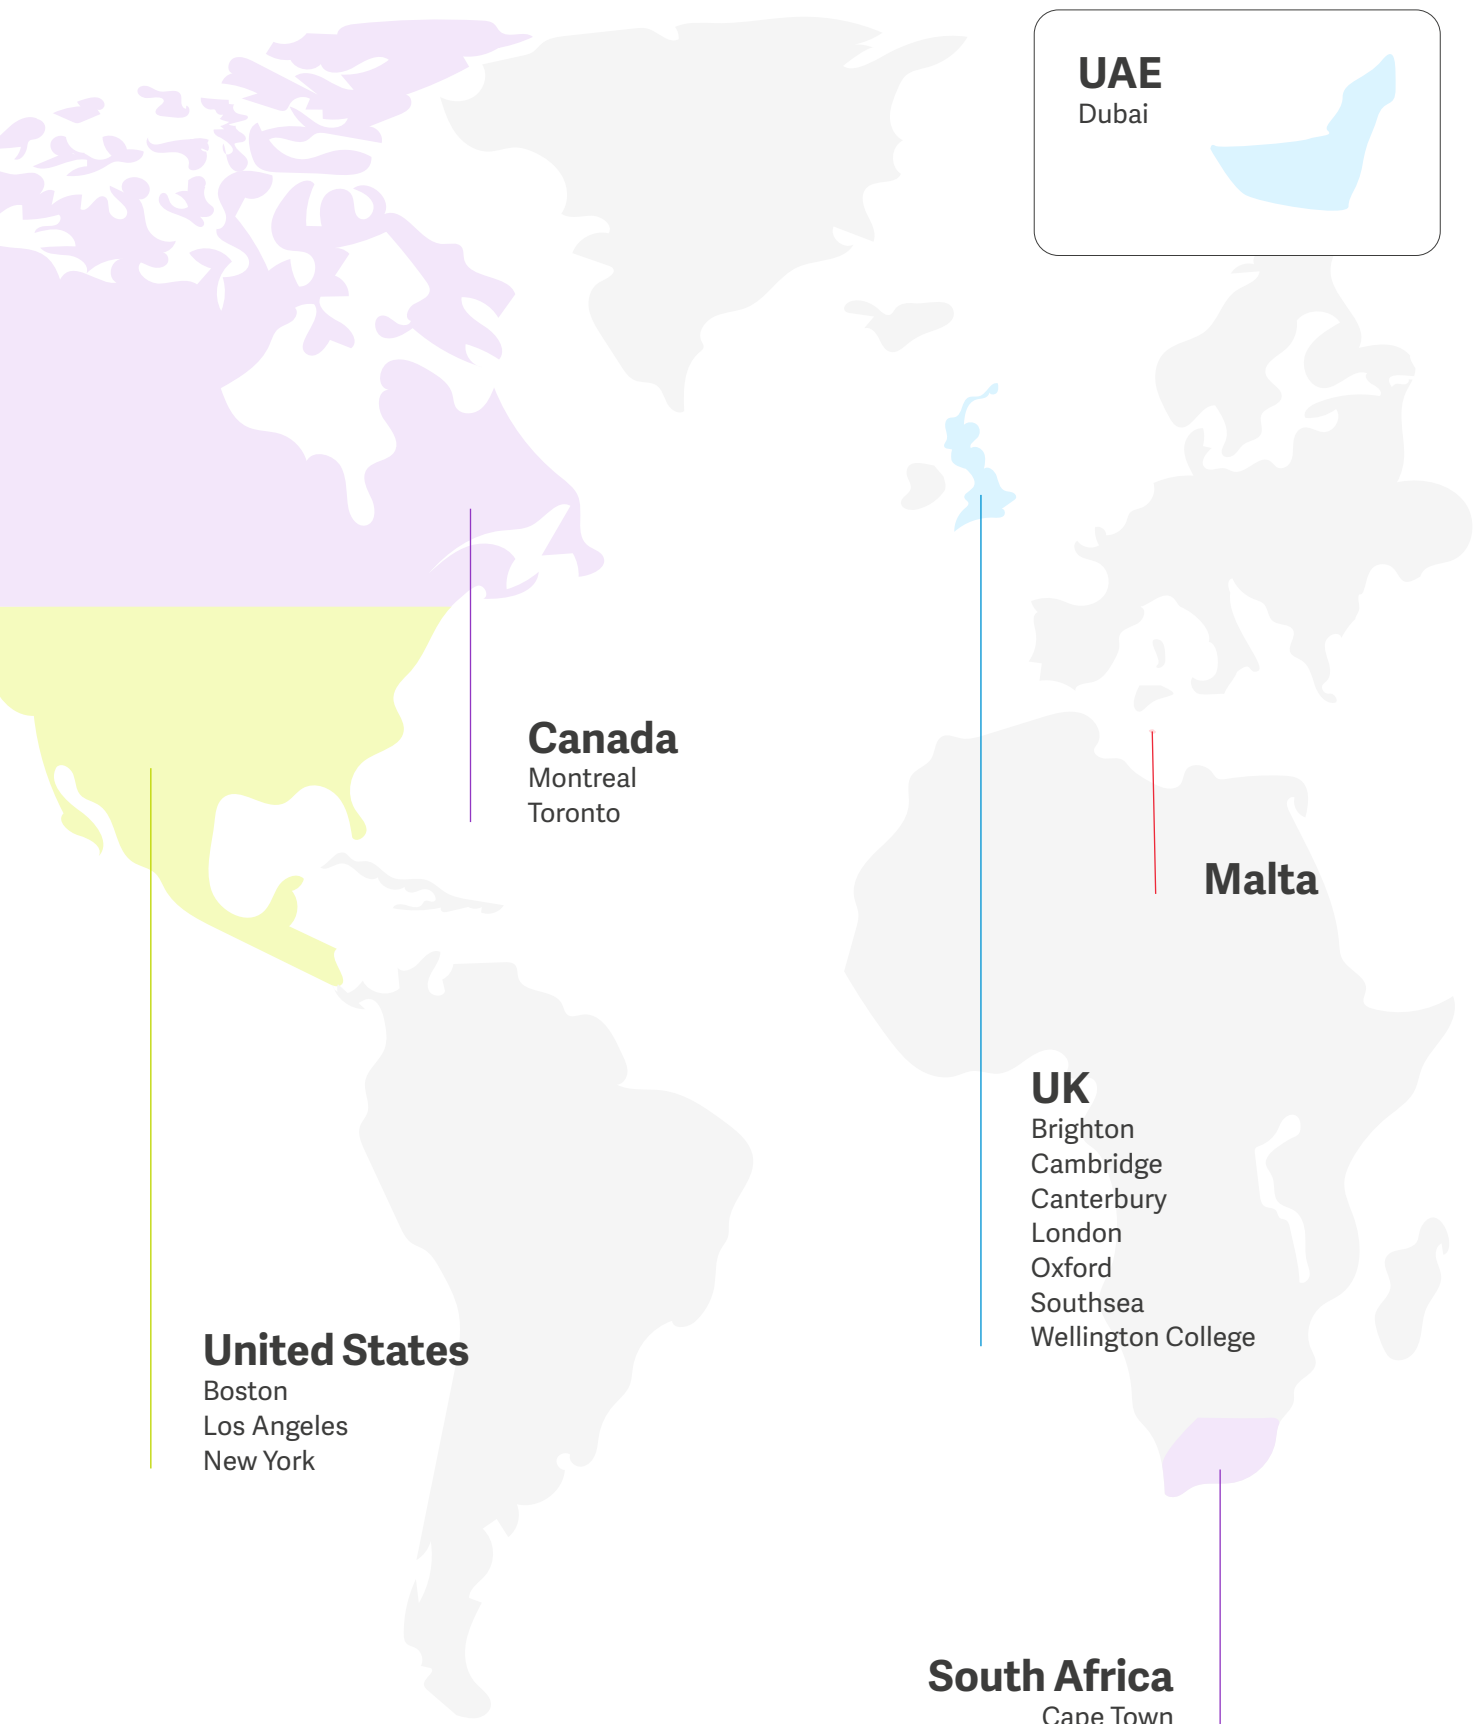 UAE
Dubai
Canada
Montreal
Toronto
Malta
UK
Brighton
Cambridge
Canterbury
London
Oxford
Southsea
Wellington College
United States
Boston
Los Angeles
New York
South Africa
Cape Town